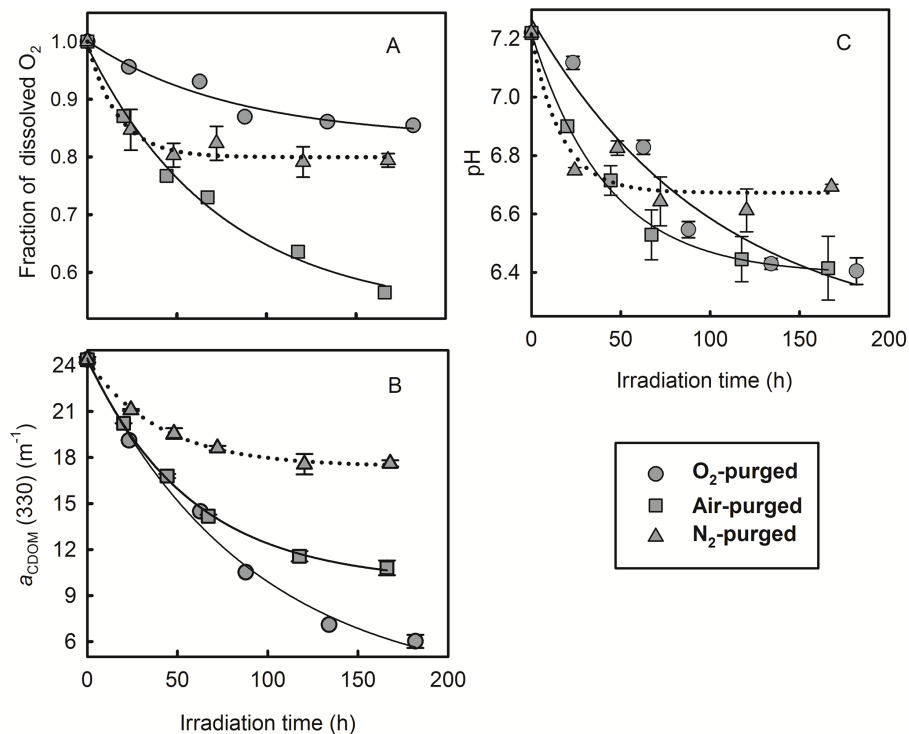 A
1.0
0.9
0.8
0.7
0.6
Fraction of dissolved O2
C
7.2
7.0
6.8
6.6
6.4
pH
0 50 100 150 200
Irradiation time (h)
B
24
21
18
15
12
9
6
aCDOM (330) (m-1)
0 50 100 150 200
Irradiation time (h)
O2-purged
Air-purged
N2-purged